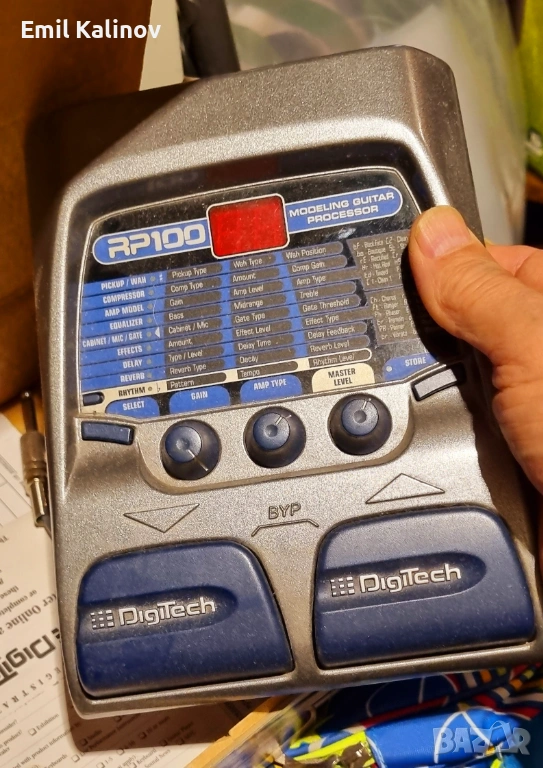 Emil Kalinov
RP100
MODELING GUITAR
PROCESSOR
PICKUP / WAH Pickup Type Wah Type Wah Position
COMPRESSOR Comp Type Amount Comp Gain
AMP MODEL Gain Amp Level Amp Type
EQUALIZER Bass Midrange Treble
CABINET / MIC / GATE Cabinet / Mic Gate Type Gate Threshold
EFFECTS Amount Effect Level Effect Type
DELAY Type / Level Delay Time Delay Feedback
REVERB Reverb Type Decay Reverb Level
RHYTHM Pattern Tempo Rhythm Level
SELECT GAIN AMP TYPE MASTER
LEVEL
STORE
BYP
DigiTech
DigiTech
DigiTech
BAZAR